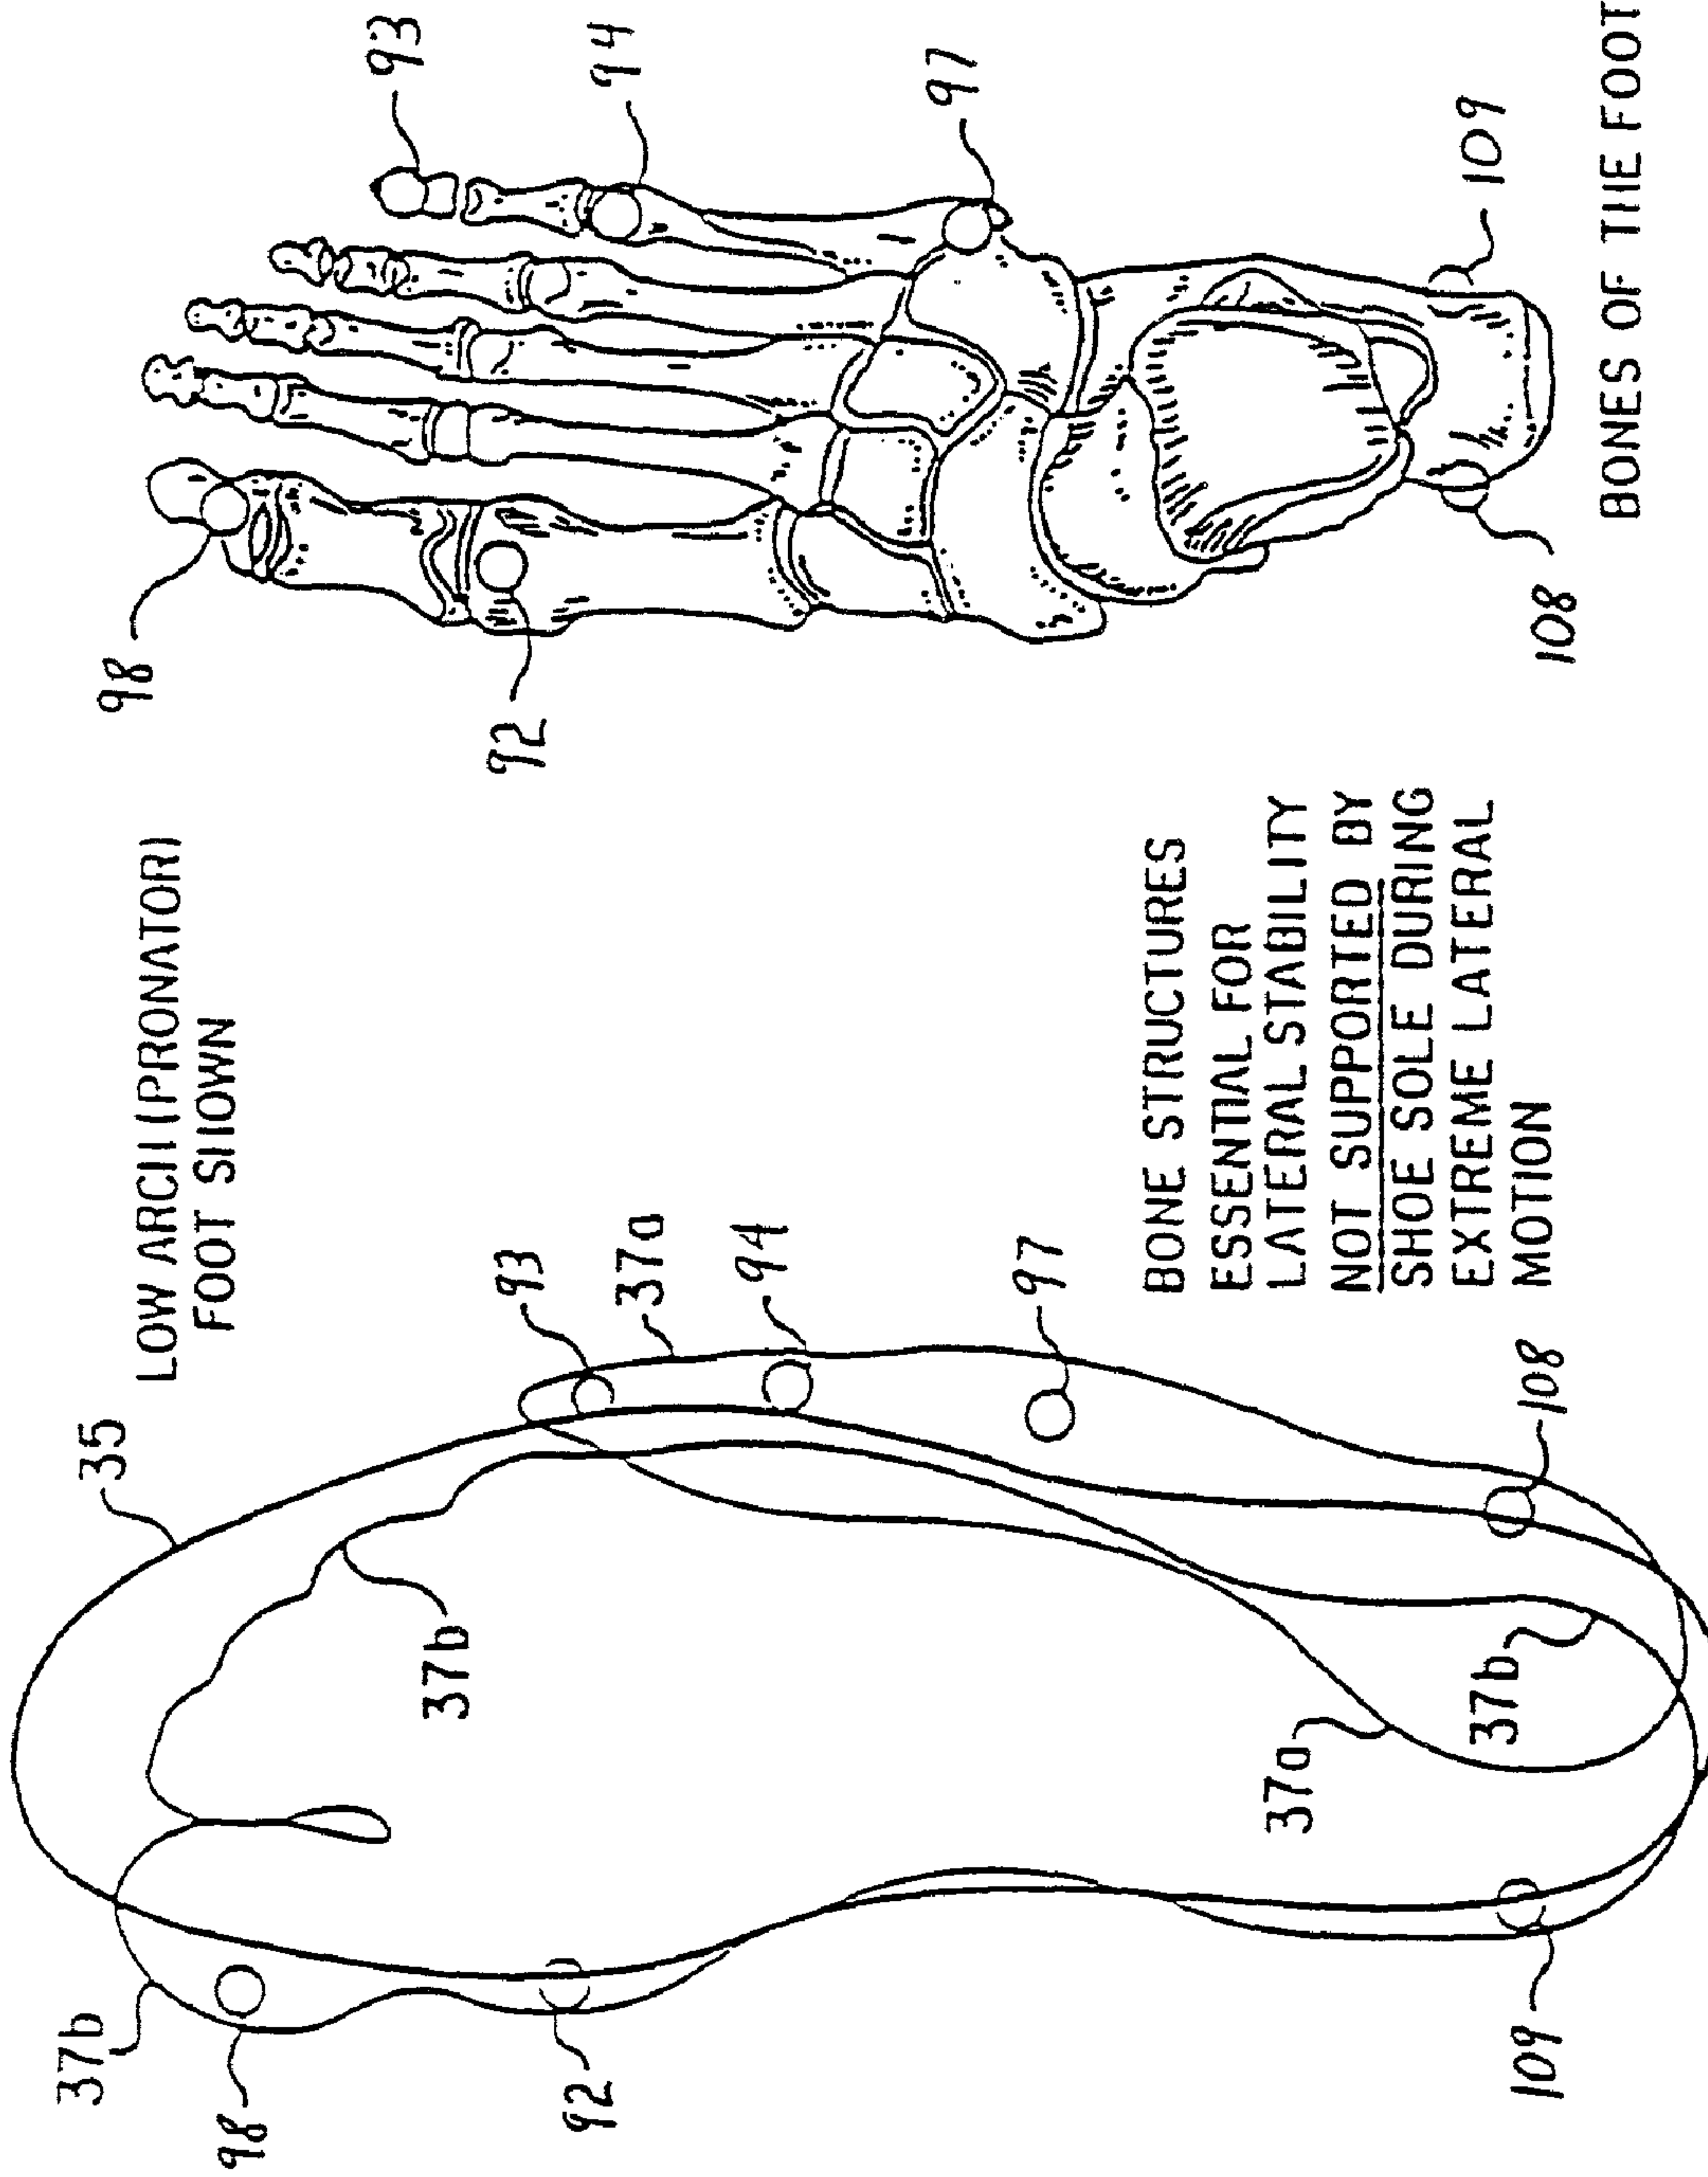 37b
35
98
LOW ARCH (PRONATOR)
FOOT SHOWN
98
93
37b
92
93
92
94
37a
94
97
97
BONE STRUCTURES
ESSENTIAL FOR
LATERAL STABILITY
NOT SUPPORTED BY
SHOE SOLE DURING
EXTREME LATERAL
MOTION
37a
37b
109
109
108
108
BONES OF THE FOOT